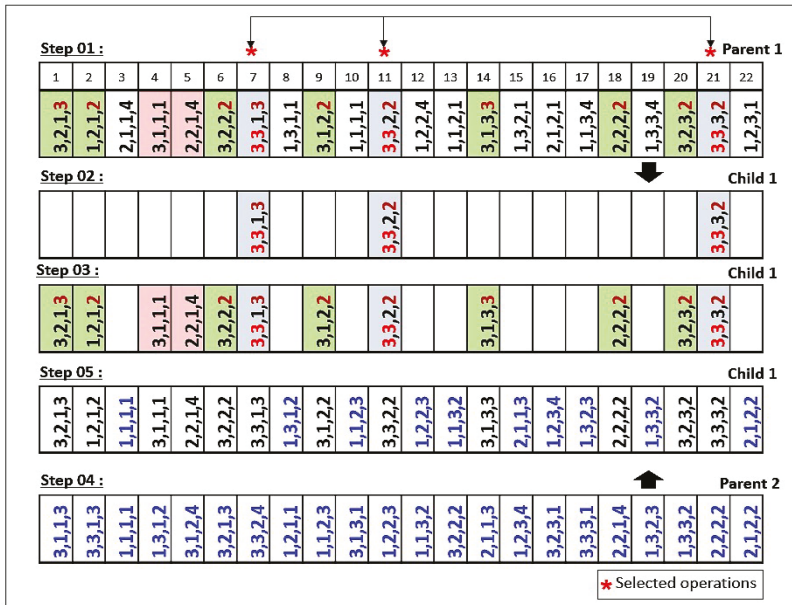 Step 01 :
Parent 1
1 2 3 4 5 6 7 8 9 10 11 12 13 14 15 16 17 18 19 20 21 22
3,2,1,3 1,2,1,2 2,1,1,4 3,1,1,1 2,2,1,4 3,2,2,2 3,3,1,3 1,3,1,1 3,1,2,2 1,1,1,1 3,3,2,2 1,2,2,4 1,1,2,1 3,1,3,3 1,3,2,1 2,1,2,1 1,1,3,4 2,2,2,2 1,3,3,4 3,2,3,2 3,3,3,2 1,2,3,1
Step 02 :
Child 1
3,3,1,3 3,3,2,2 3,3,3,2
Step 03 :
Child 1
3,2,1,3 1,2,1,2 3,1,1,1 2,2,1,4 3,2,2,2 3,3,1,3 3,1,2,2 3,3,2,2 3,1,3,3 2,2,2,2 3,2,3,2 3,3,3,2
Step 05 :
Child 1
3,2,1,3 1,2,1,2 1,1,1,1 3,1,1,1 2,2,1,4 3,2,2,2 3,3,1,3 1,3,1,2 3,1,2,2 1,1,2,3 3,3,2,2 1,2,2,3 1,1,3,2 3,1,3,3 2,1,1,3 1,2,3,4 1,3,2,3 2,2,2,2 1,3,3,2 3,2,3,2 3,3,3,2 2,1,2,2
Step 04 :
Parent 2
3,1,1,3 3,3,1,3 1,1,1,1 1,3,1,2 3,1,2,4 3,2,1,3 3,3,2,4 1,2,1,1 1,1,2,3 3,1,3,1 1,2,2,3 1,1,3,2 3,2,2,2 2,1,1,3 1,2,3,4 3,2,3,1 3,3,3,1 2,2,1,4 1,3,2,3 1,3,3,2 2,2,2,2 2,1,2,2
* Selected operations